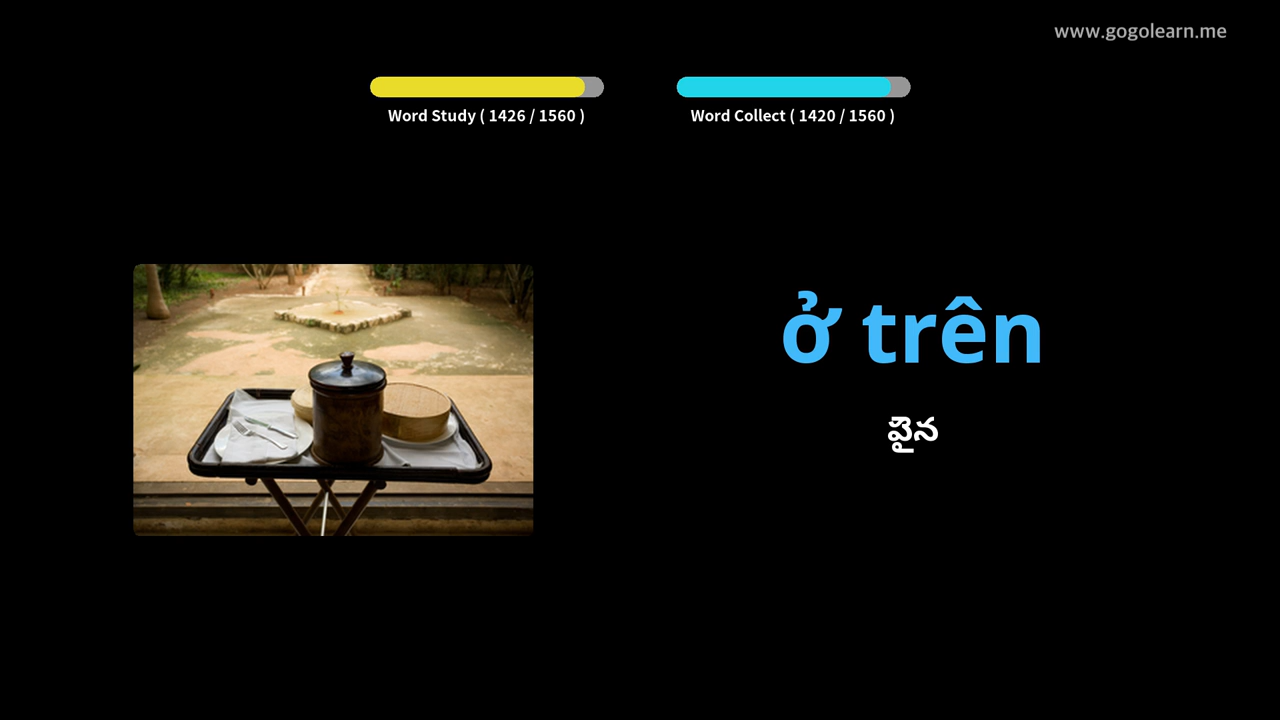 www.gogolearn.me
Word Study ( 1426 / 1560 )
Word Collect ( 1420 / 1560 )
ở trên
పైన